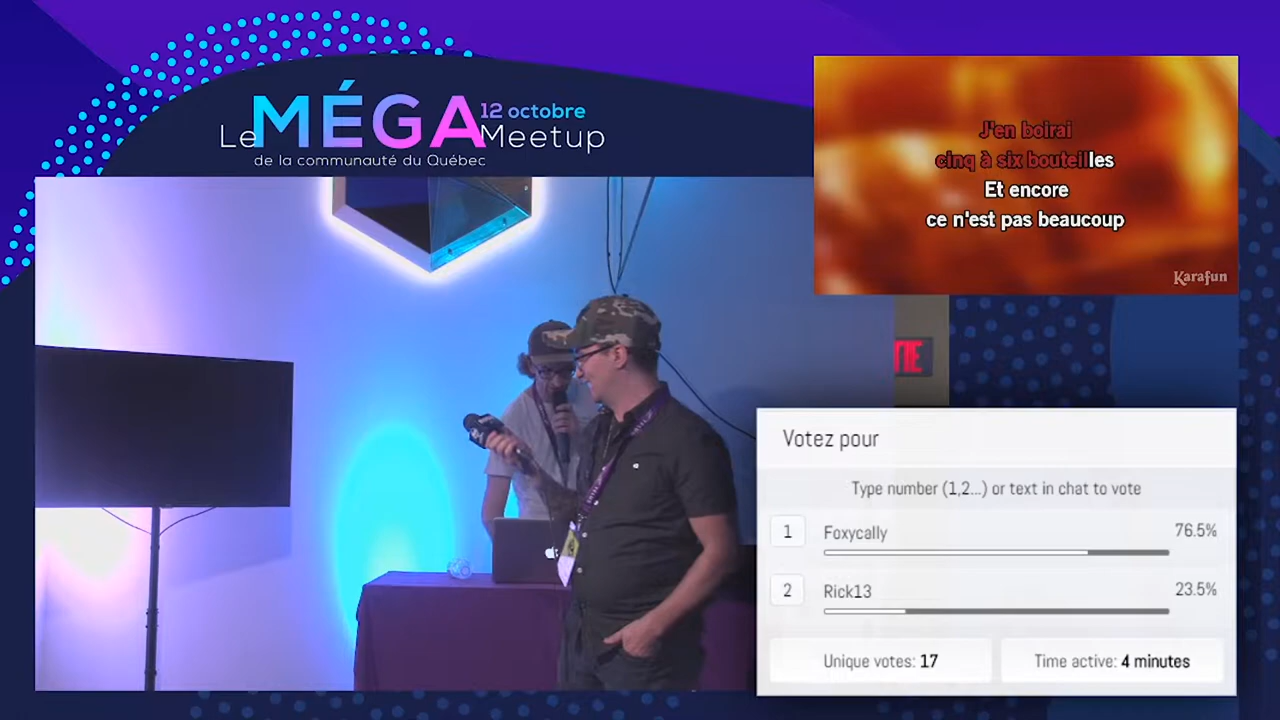 Le MÉGA 12 octobre Meetup
de la communauté du Québec
J'en boirai
cinq à six bouteilles
Et encore
ce n'est pas beaucoup
Karafun
TIE
Votez pour
Type number (1,2...) or text in chat to vote
1 Foxycally 76.5%
2 Rick13 23.5%
Unique votes: 17 Time active: 4 minutes